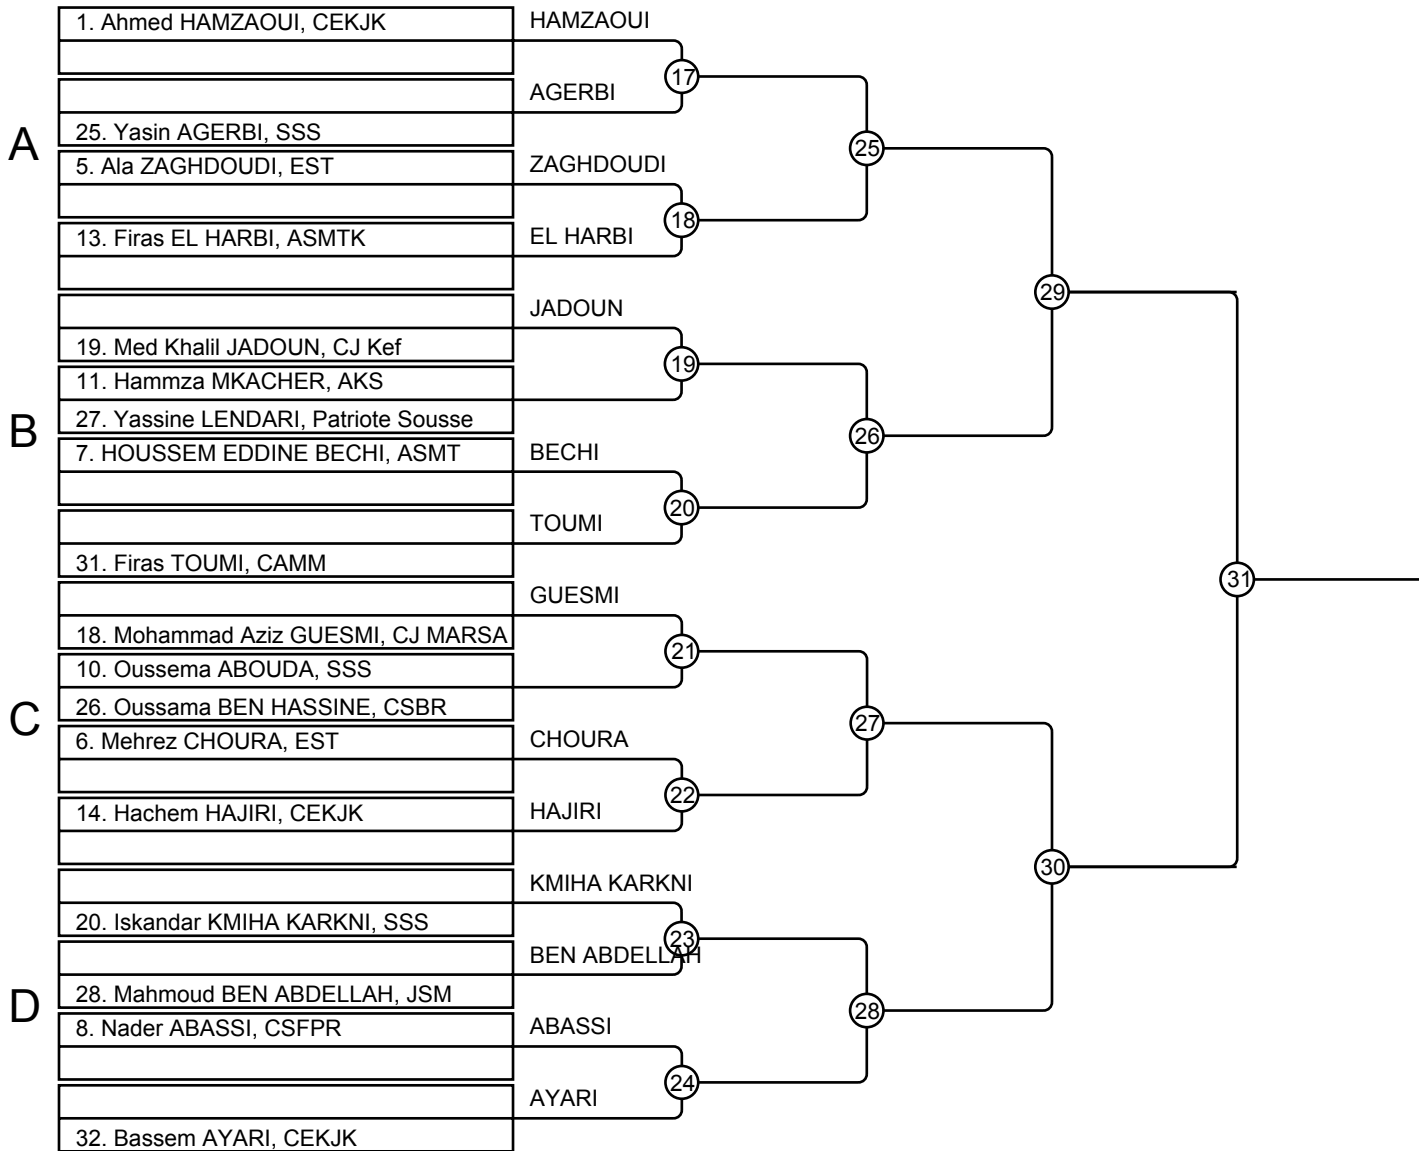 1. Ahmed HAMZAOUI, CEKJK
HAMZAOUI
17
AGERBI
25. Yasin AGERBI, SSS
A
25
5. Ala ZAGHDOUDI, EST
ZAGHDOUDI
18
13. Firas EL HARBI, ASMTK
EL HARBI
29
JADOUN
19. Med Khalil JADOUN, CJ Kef
19
11. Hammza MKACHER, AKS
27. Yassine LENDARI, Patriote Sousse
B
26
7. HOUSSEM EDDINE BECHI, ASMT
BECHI
20
TOUMI
31. Firas TOUMI, CAMM
31
GUESMI
18. Mohammad Aziz GUESMI, CJ MARSA
21
10. Oussema ABOUDA, SSS
26. Oussama BEN HASSINE, CSBR
C
27
6. Mehrez CHOURA, EST
CHOURA
22
14. Hachem HAJIRI, CEKJK
HAJIRI
30
KMIHA KARKNI
20. Iskandar KMIHA KARKNI, SSS
23
BEN ABDELLAH
28. Mahmoud BEN ABDELLAH, JSM
D
28
8. Nader ABASSI, CSFPR
ABASSI
24
AYARI
32. Bassem AYARI, CEKJK